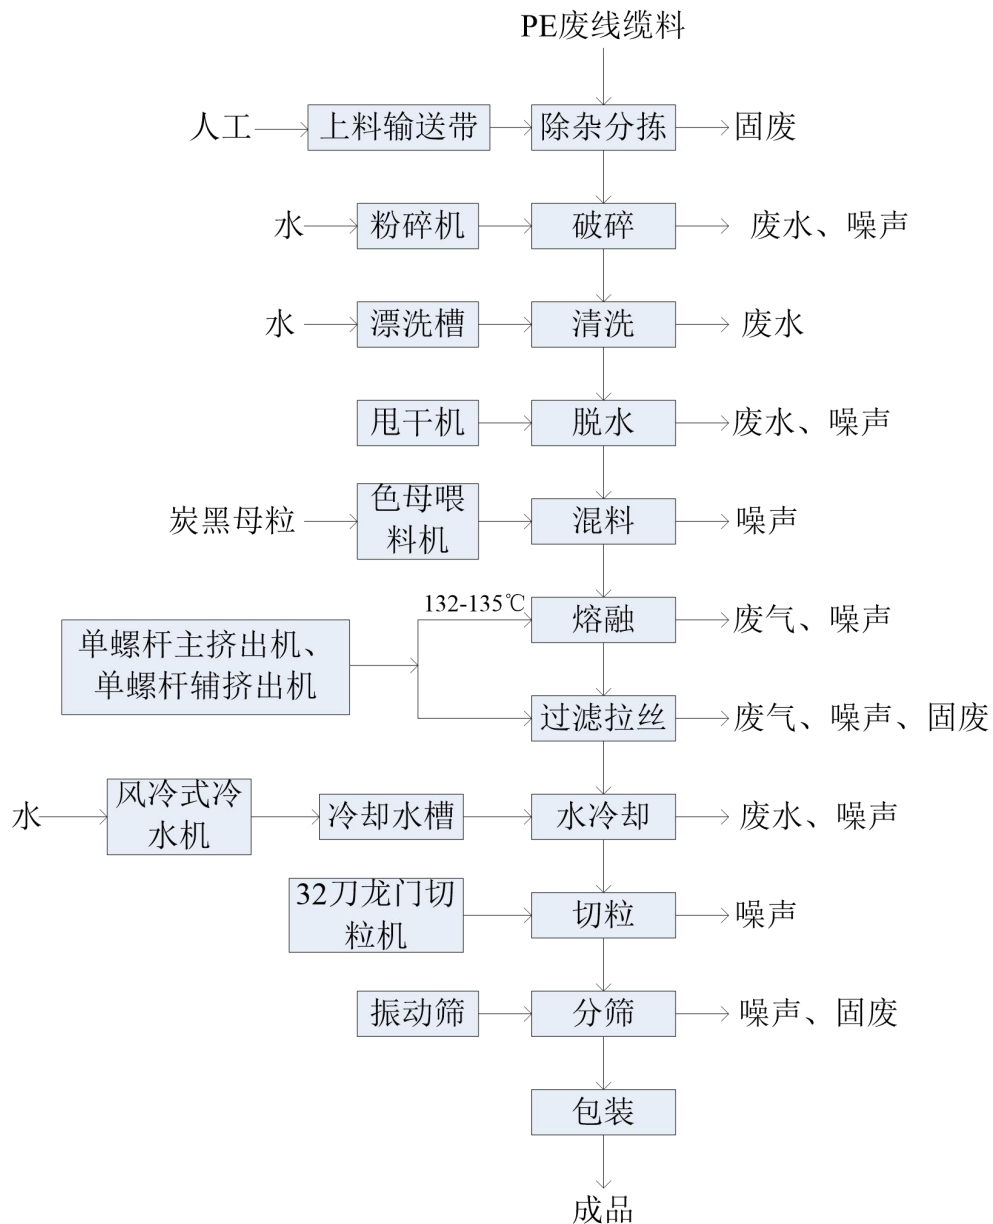 PE废线缆料
人工 上料输送带 除杂分拣 固废
水 粉碎机 破碎 废水、噪声
水 漂洗槽 清洗 废水
甩干机 脱水 废水、噪声
炭黑母粒 色母喂 混料 噪声
料机
132-135℃ 熔融 废气、噪声
单螺杆主挤出机、
单螺杆辅挤出机
过滤拉丝 废气、噪声、固废
水 风冷式冷 冷却水槽 水冷却 废水、噪声
水机
32刀龙门切 切粒 噪声
粒机
振动筛 分筛 噪声、固废
包装
成品